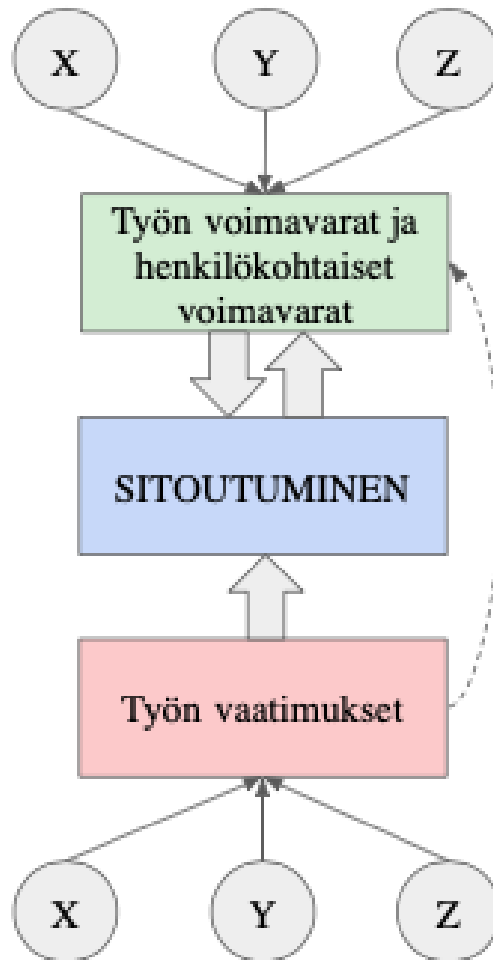 X
Y
Z
Työn voimavarat ja
henkilökohtaiset
voimavarat
SITOUTUMINEN
Työn vaatimukset
X
Y
Z